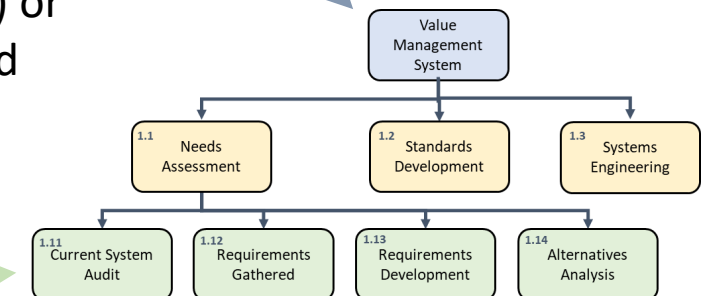 ) or
d
Value
Management
System
1.1
Needs
Assessment
1.2
Standards
Development
1.3
Systems
Engineering
1.11
Current System
Audit
1.12
Requirements
Gathered
1.13
Requirements
Development
1.14
Alternatives
Analysis